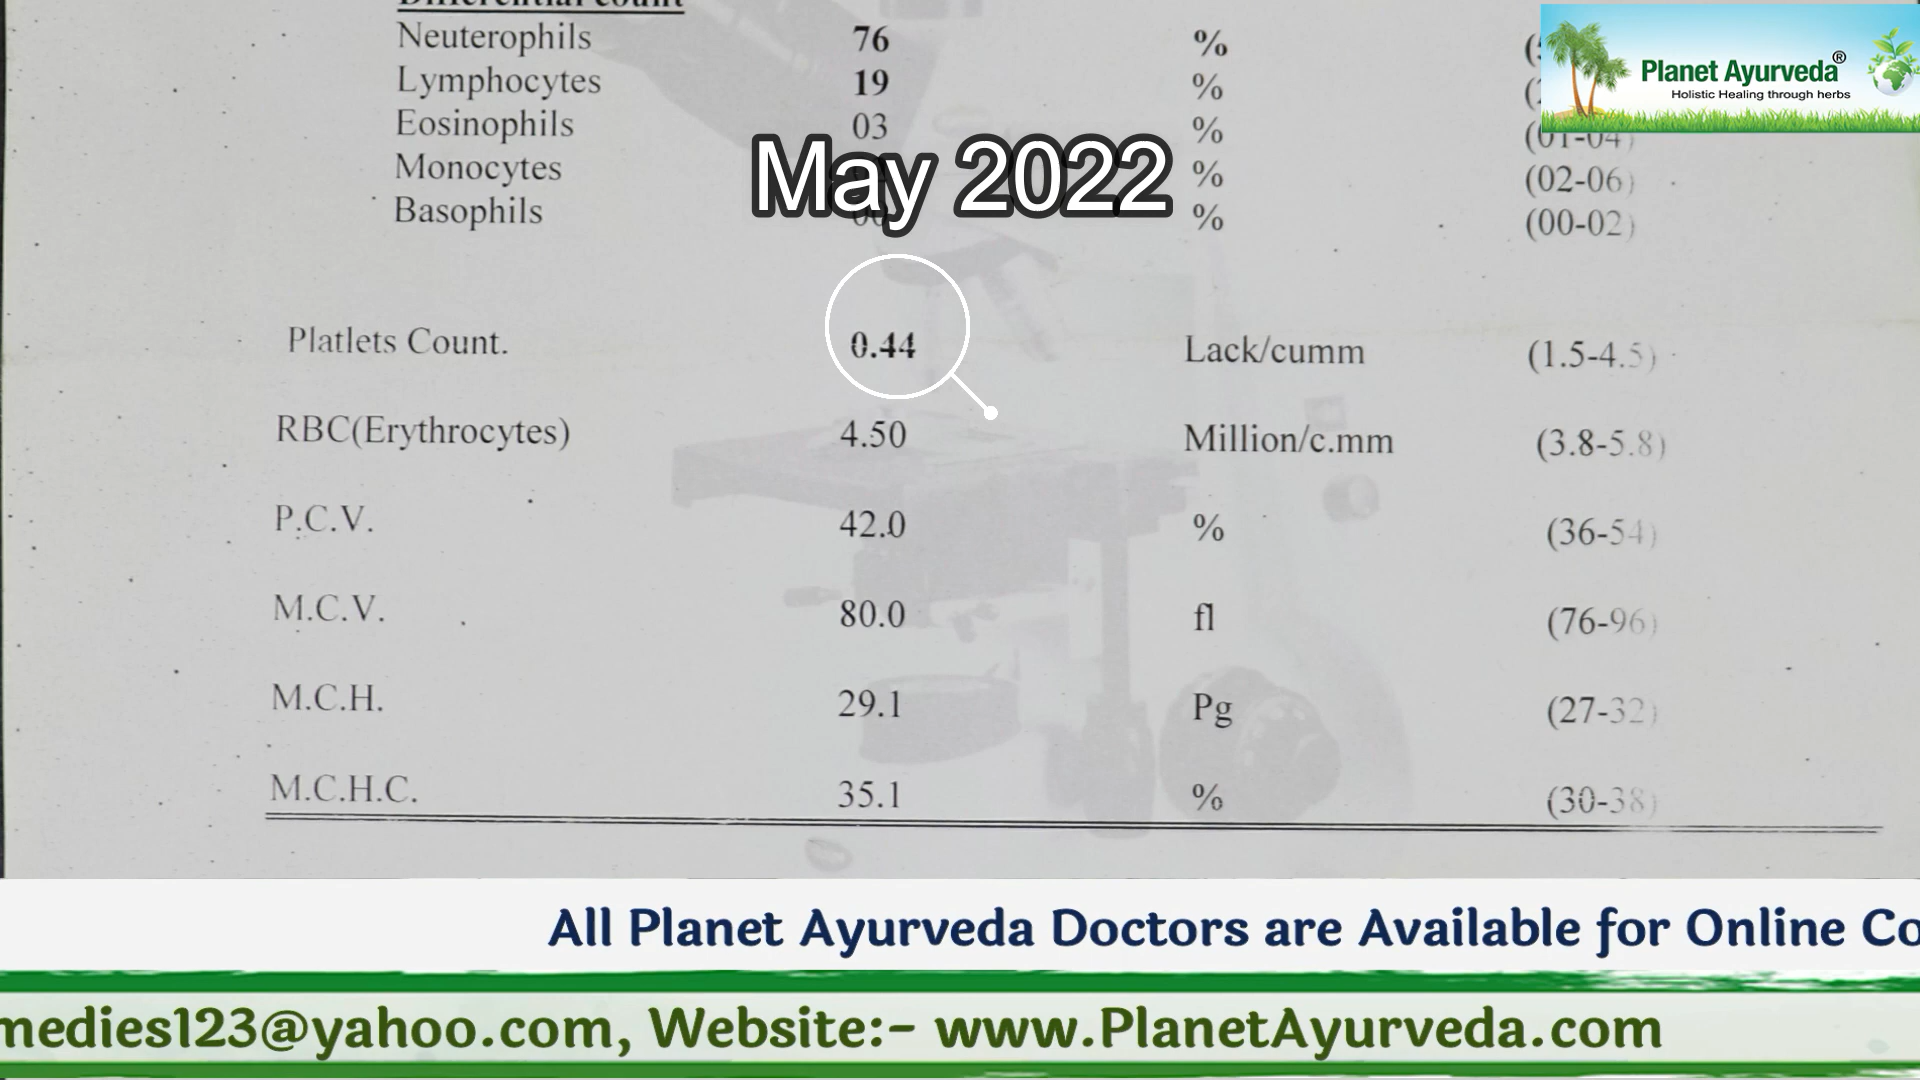 Differential count
Neuterophils 76 %
Lymphocytes 19 %
Eosinophils 03 % (01-04)
Monocytes % (02-06)
Basophils 00 % (00-02)
May 2022
Platlets Count. 0.44 Lack/cumm (1.5-4.5)
RBC(Erythrocytes) 4.50 Million/c.mm (3.8-5.8)
P.C.V. 42.0 % (36-54)
M.C.V. 80.0 fl (76-96)
M.C.H. 29.1 Pg (27-32)
M.C.H.C. 35.1 % (30-38)
Planet Ayurveda®
Holistic Healing through herbs
All Planet Ayurveda Doctors are Available for Online Co
medies123@yahoo.com, Website:- www.PlanetAyurveda.com